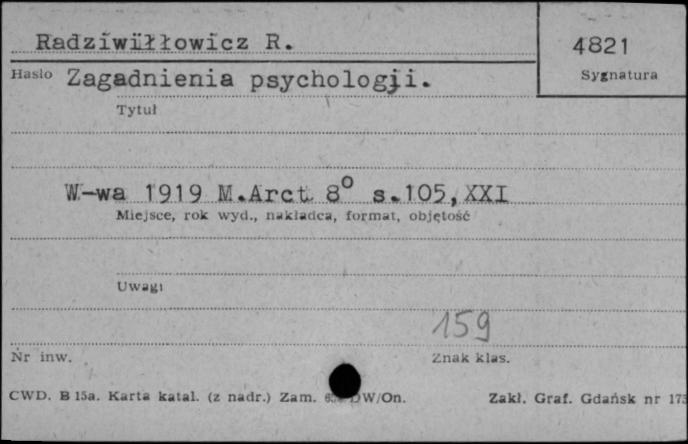 Radziwiłłowicz R.
4821
Hasło Zagadnienia psychologji.
Sygnatura
Tytuł
W-wa 1919 M.Arct 8° s.105,XXI
Miejsce, rok wyd., nakładca, format, objętość
Uwagi
159
Nr inw.
Znak klas.
CWD. B 15a. Karta katal. (z nadr.) Zam. DW/On.
Zakł. Graf. Gdańsk nr